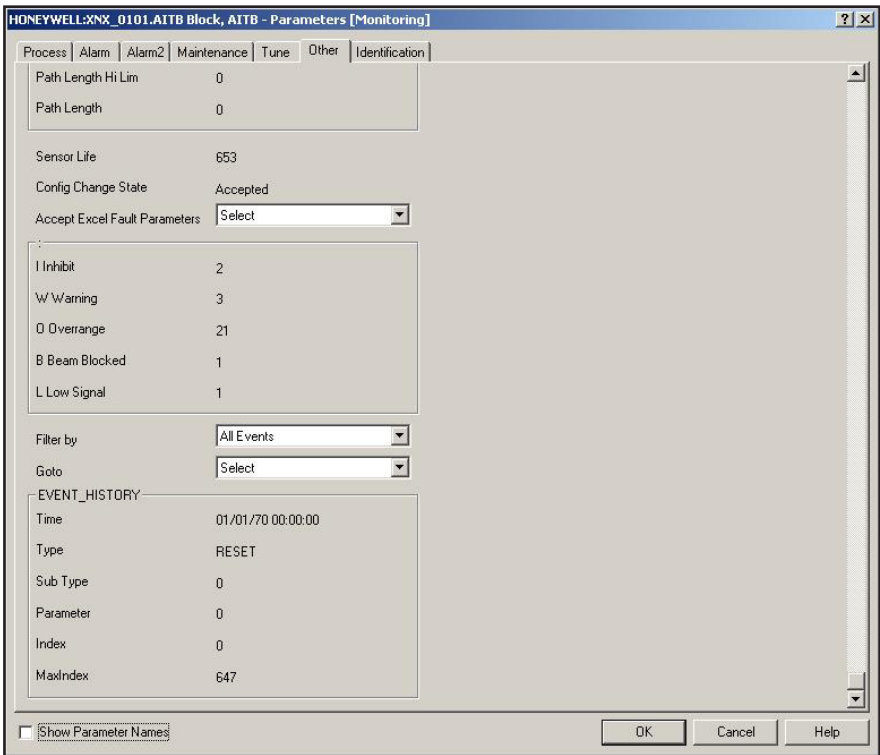 HONEYWELL:XNX_0101.AITB Block, AITB - Parameters [Monitoring]
Process Alarm Alarm2 Maintenance Tune Other Identification
Path Length Hi Lim 0
Path Length 0
Sensor Life 653
Config Change State Accepted
Accept Excel Fault Parameters Select
:
I Inhibit 2
W Warning 3
O Overrange 21
B Beam Blocked 1
L Low Signal 1
Filter by All Events
Goto Select
EVENT_HISTORY
Time 01/01/70 00:00:00
Type RESET
Sub Type 0
Parameter 0
Index 0
MaxIndex 647
Show Parameter Names OK Cancel Help